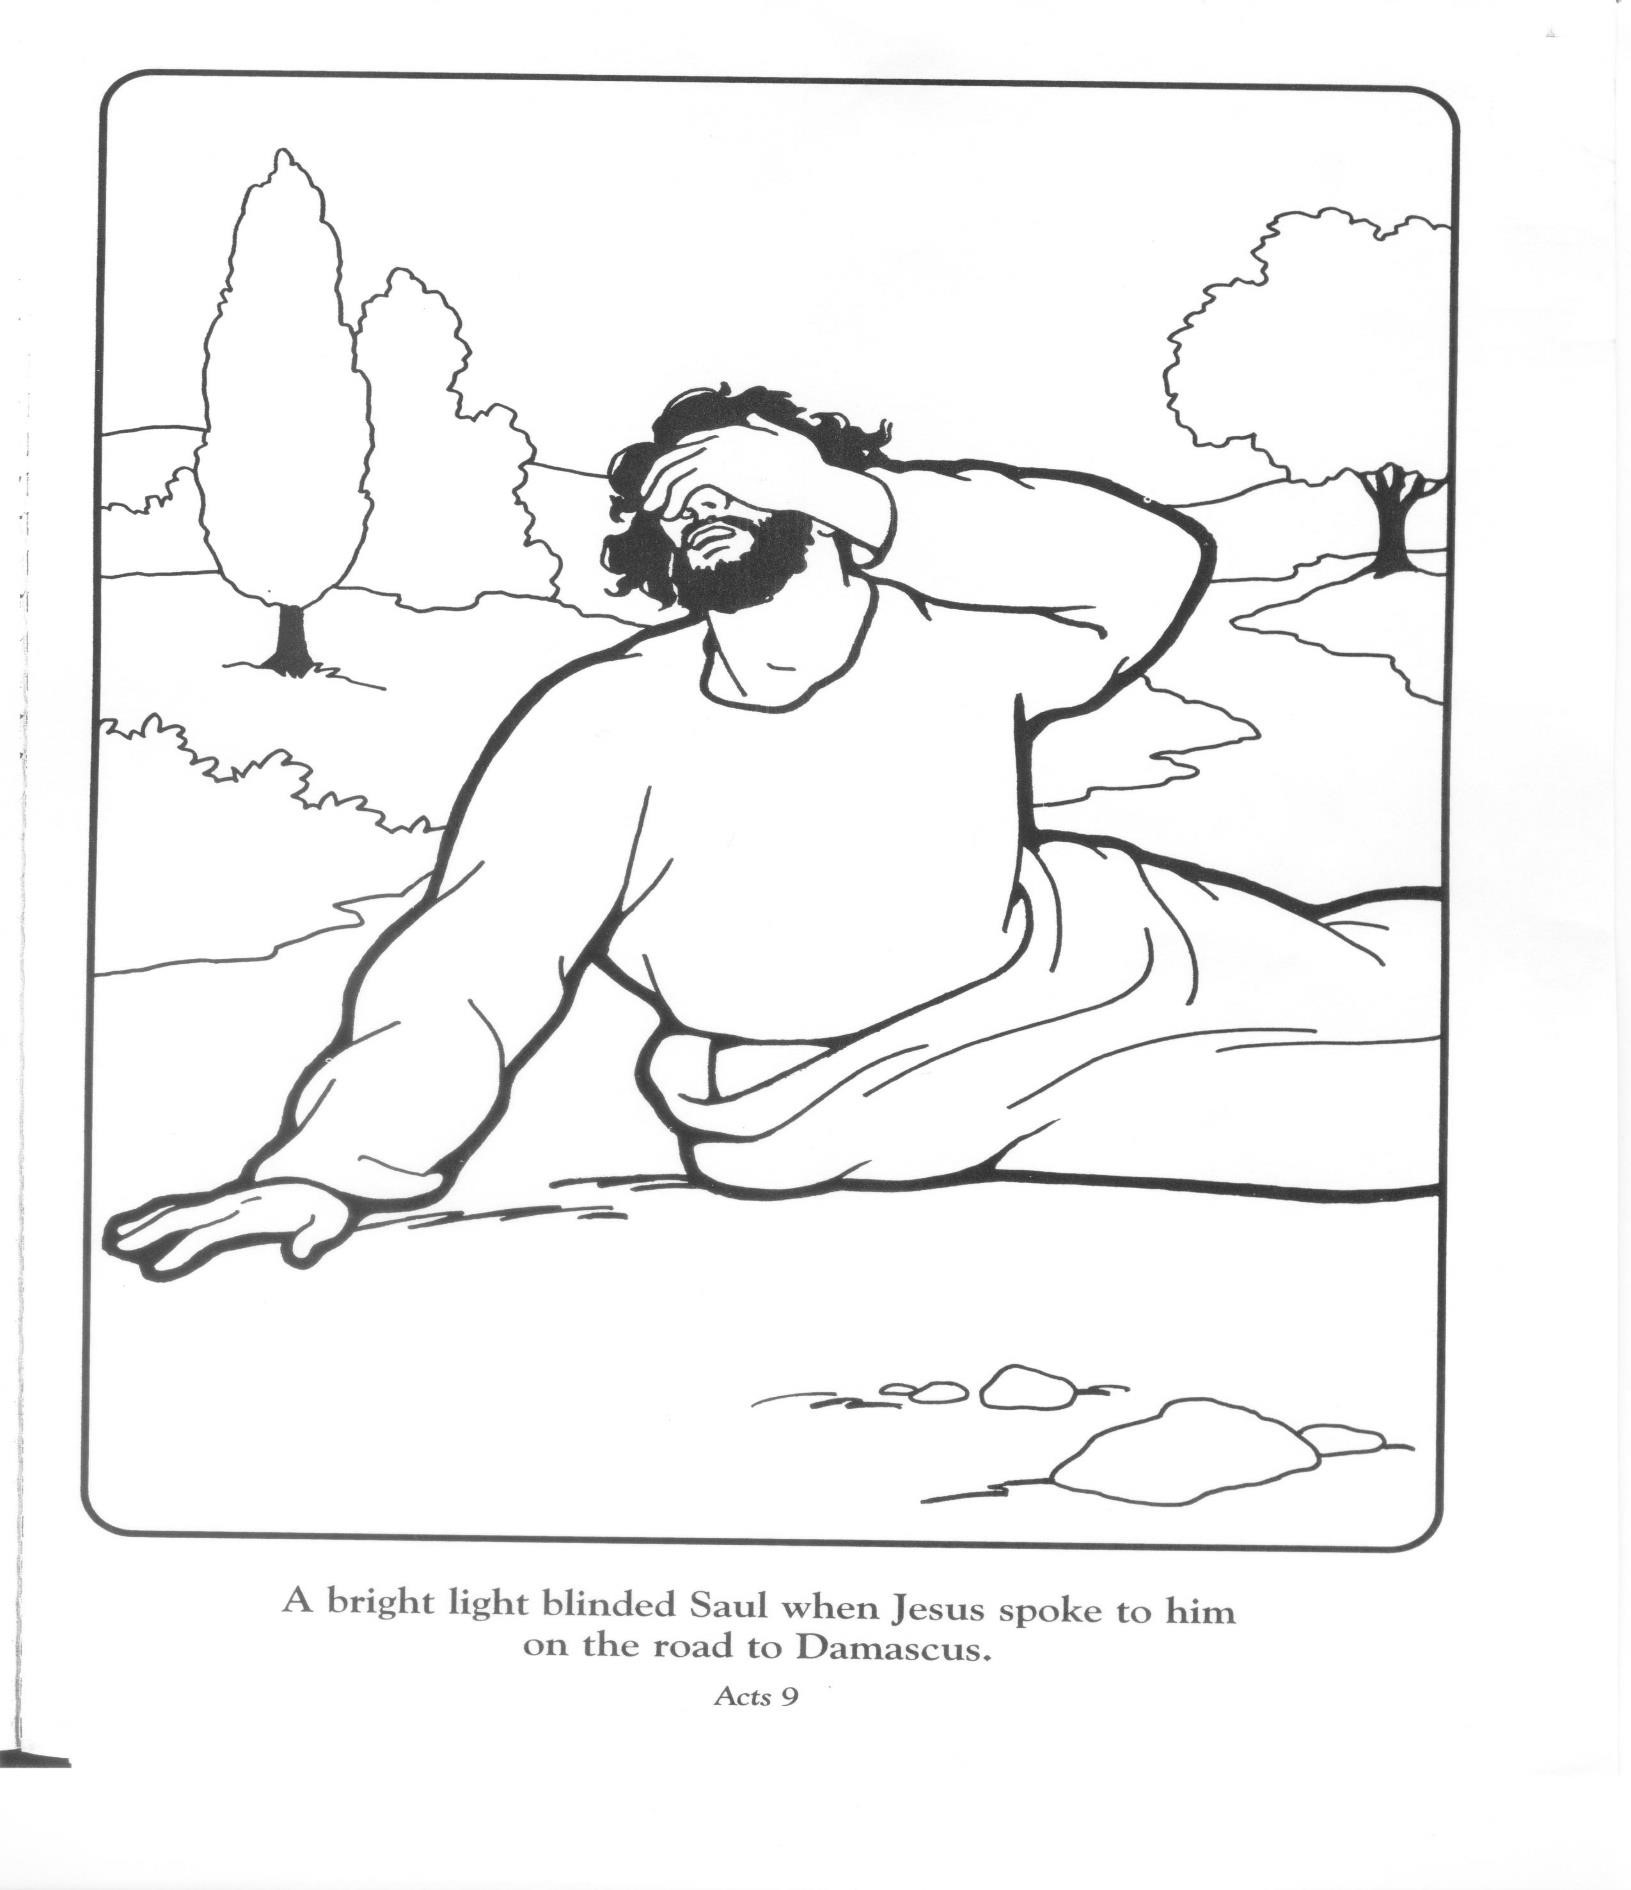 A bright light blinded Saul when Jesus spoke to him
on the road to Damascus.
Acts 9